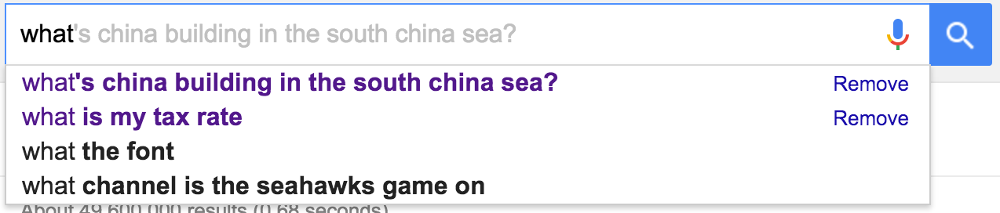 what's china building in the south china sea?
what's china building in the south china sea? Remove
what is my tax rate Remove
what the font
what channel is the seahawks game on
About 49,600,000 results (0.68 seconds)